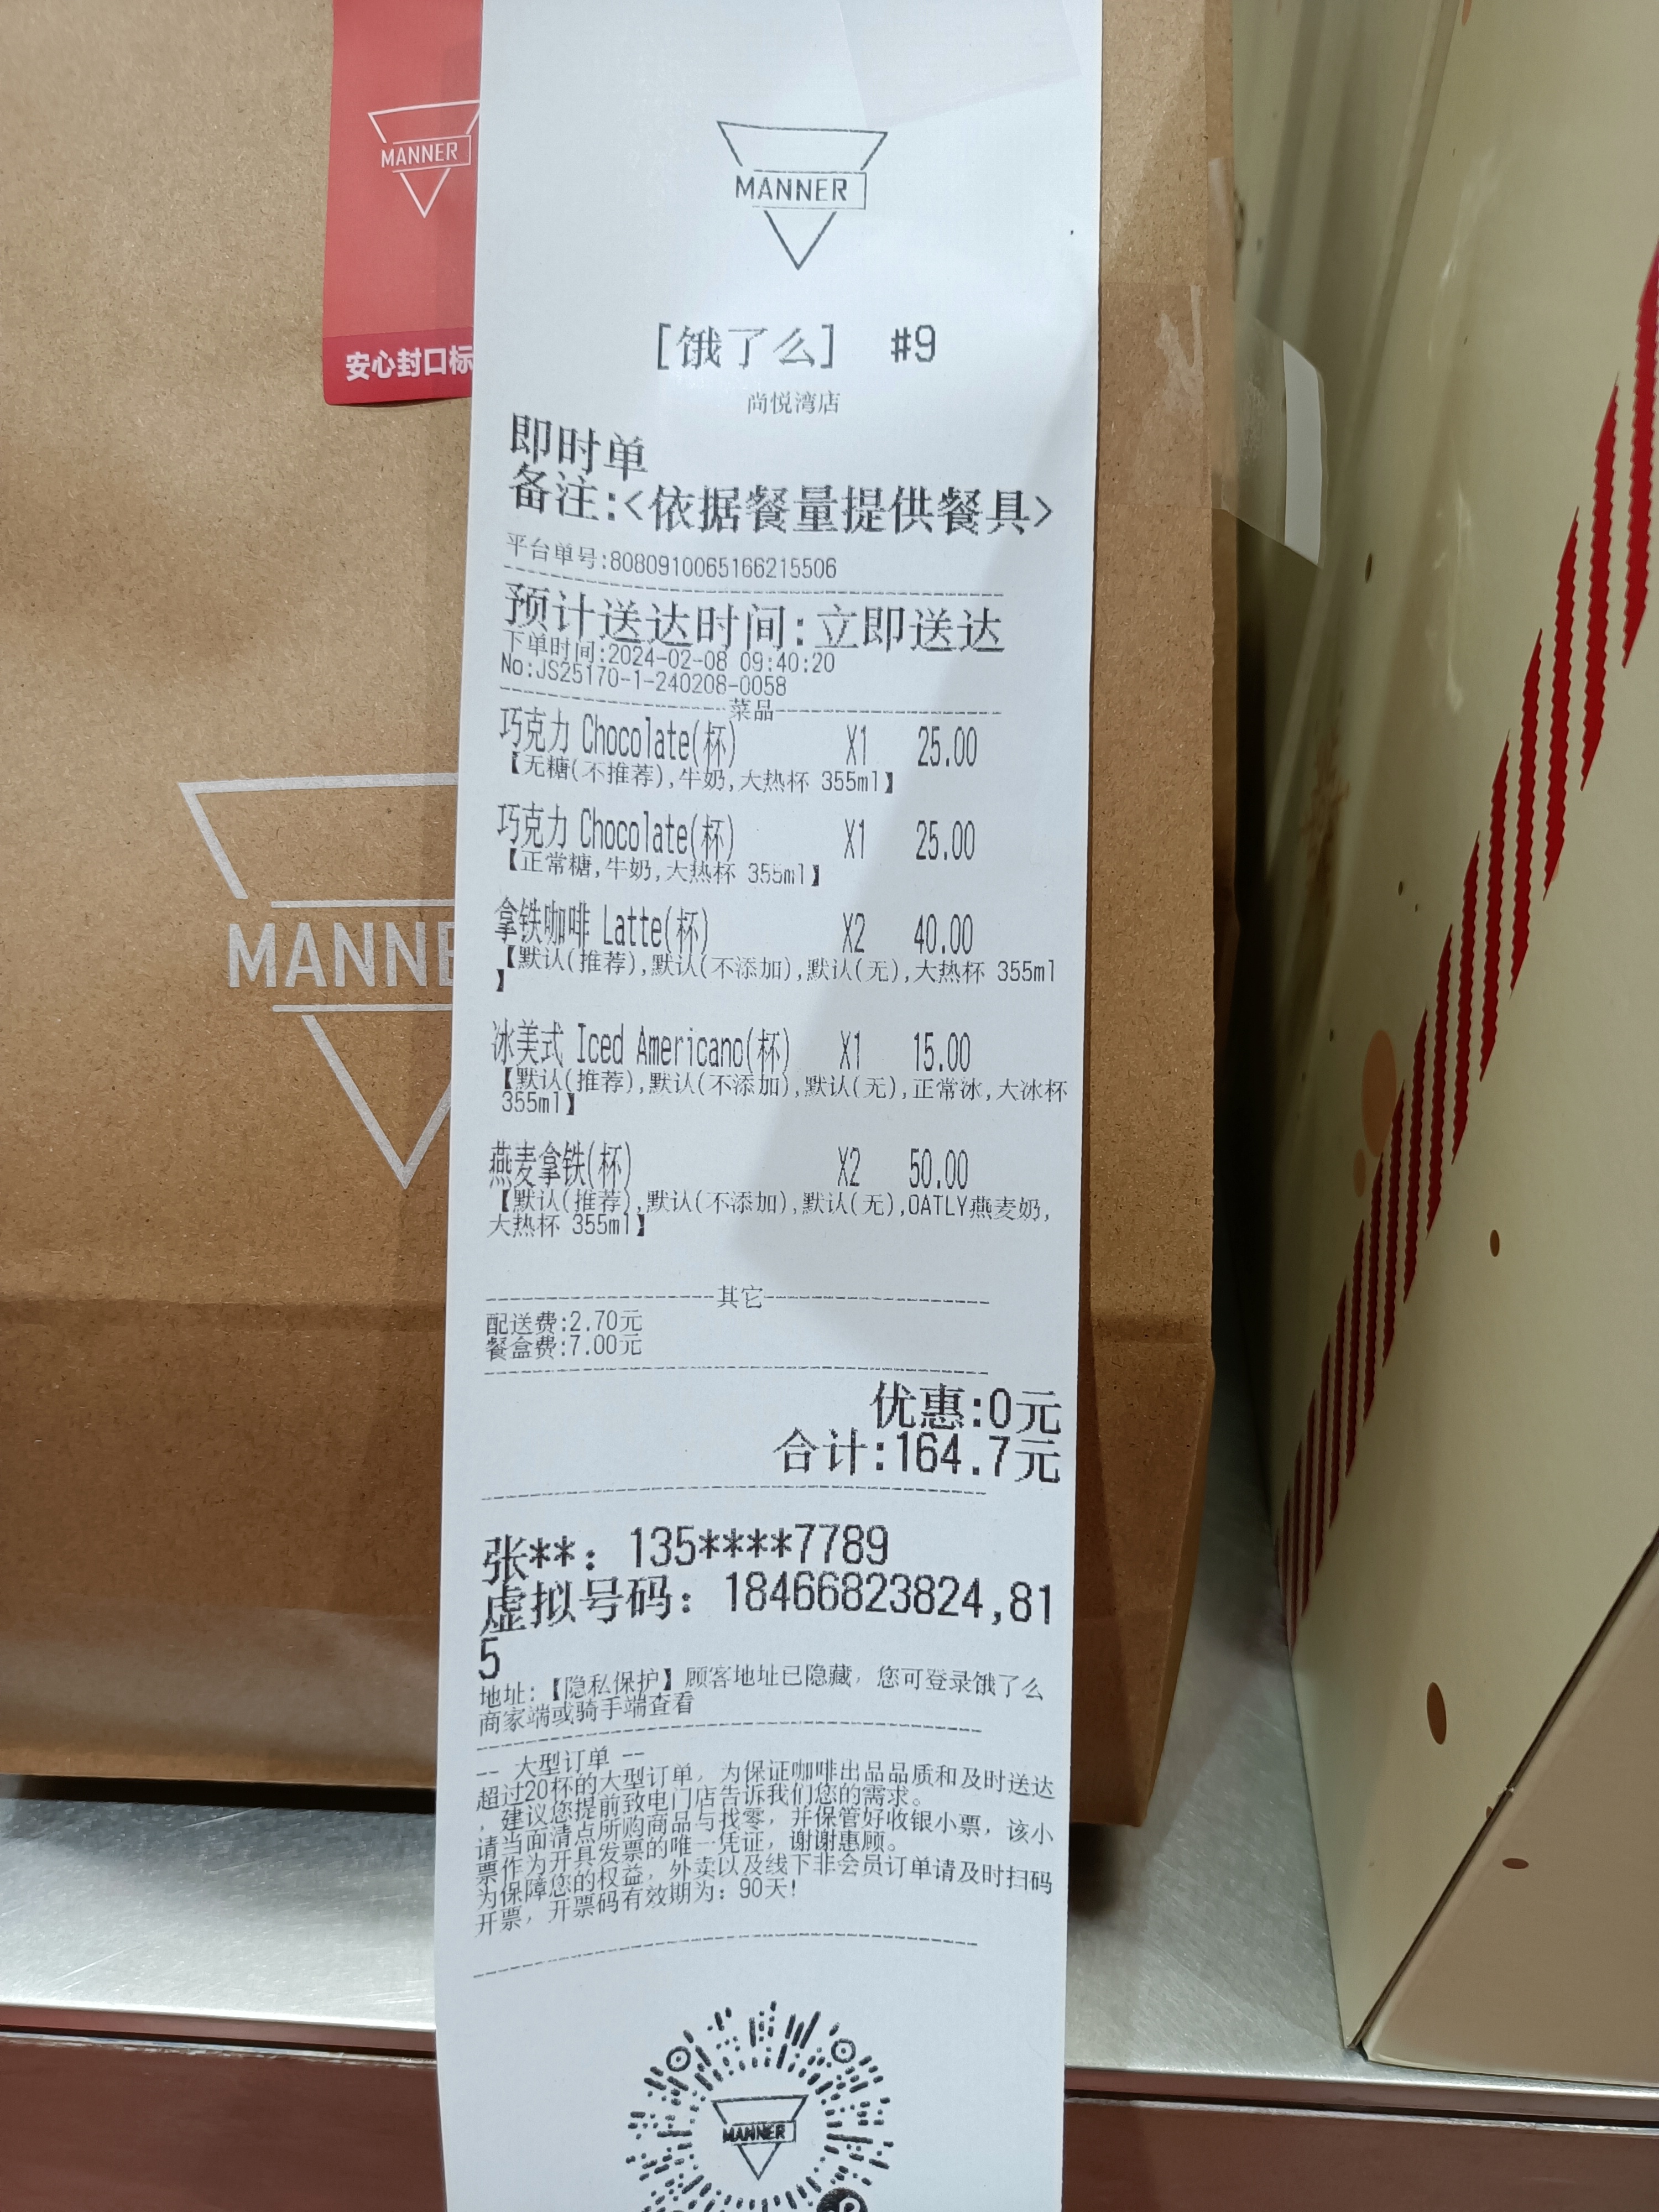 MANNER
安心封口标
MANNE
MANNER
[饿了么] #9
尚悦湾店
即时单
备注:<依据餐量提供餐具>
平台单号:8080910065166215506
预计送达时间:立即送达
下单时间:2024-02-08 09:40:20
No:JS25170-1-240208-0058
菜品
巧克力 Chocolate(杯) X1 25.00
【无糖(不推荐),牛奶,大热杯 355ml】
巧克力 Chocolate(杯) X1 25.00
【正常糖,牛奶,大热杯 355ml】
拿铁咖啡 Latte(杯) X2 40.00
【默认(推荐),默认(不添加),默认(无),大热杯 355ml
】
冰美式 Iced Americano(杯) X1 15.00
【默认(推荐),默认(不添加),默认(无),正常冰,大冰杯
355ml】
燕麦拿铁(杯) X2 50.00
【默认(推荐),默认(不添加),默认(无),OATLY燕麦奶,
大热杯 355ml】
其它
配送费:2.70元
餐盒费:7.00元
优惠:0元
合计:164.7元
张**: 135****7789
虚拟号码: 18466823824,81
5
地址:【隐私保护】顾客地址已隐藏, 您可登录饿了么
商家端或骑手端查看
-- 大型订单 --
超过20杯的大型订单, 为保证咖啡出品品质和及时送达
, 建议您提前致电门店告诉我们您的需求。
请当面清点所购商品与找零, 并保管好收银小票, 该小
票作为开具发票的唯一凭证, 谢谢惠顾。
为保障您的权益, 外卖以及线下非会员订单请及时扫码
开票, 开票码有效期为: 90天!
MANNER